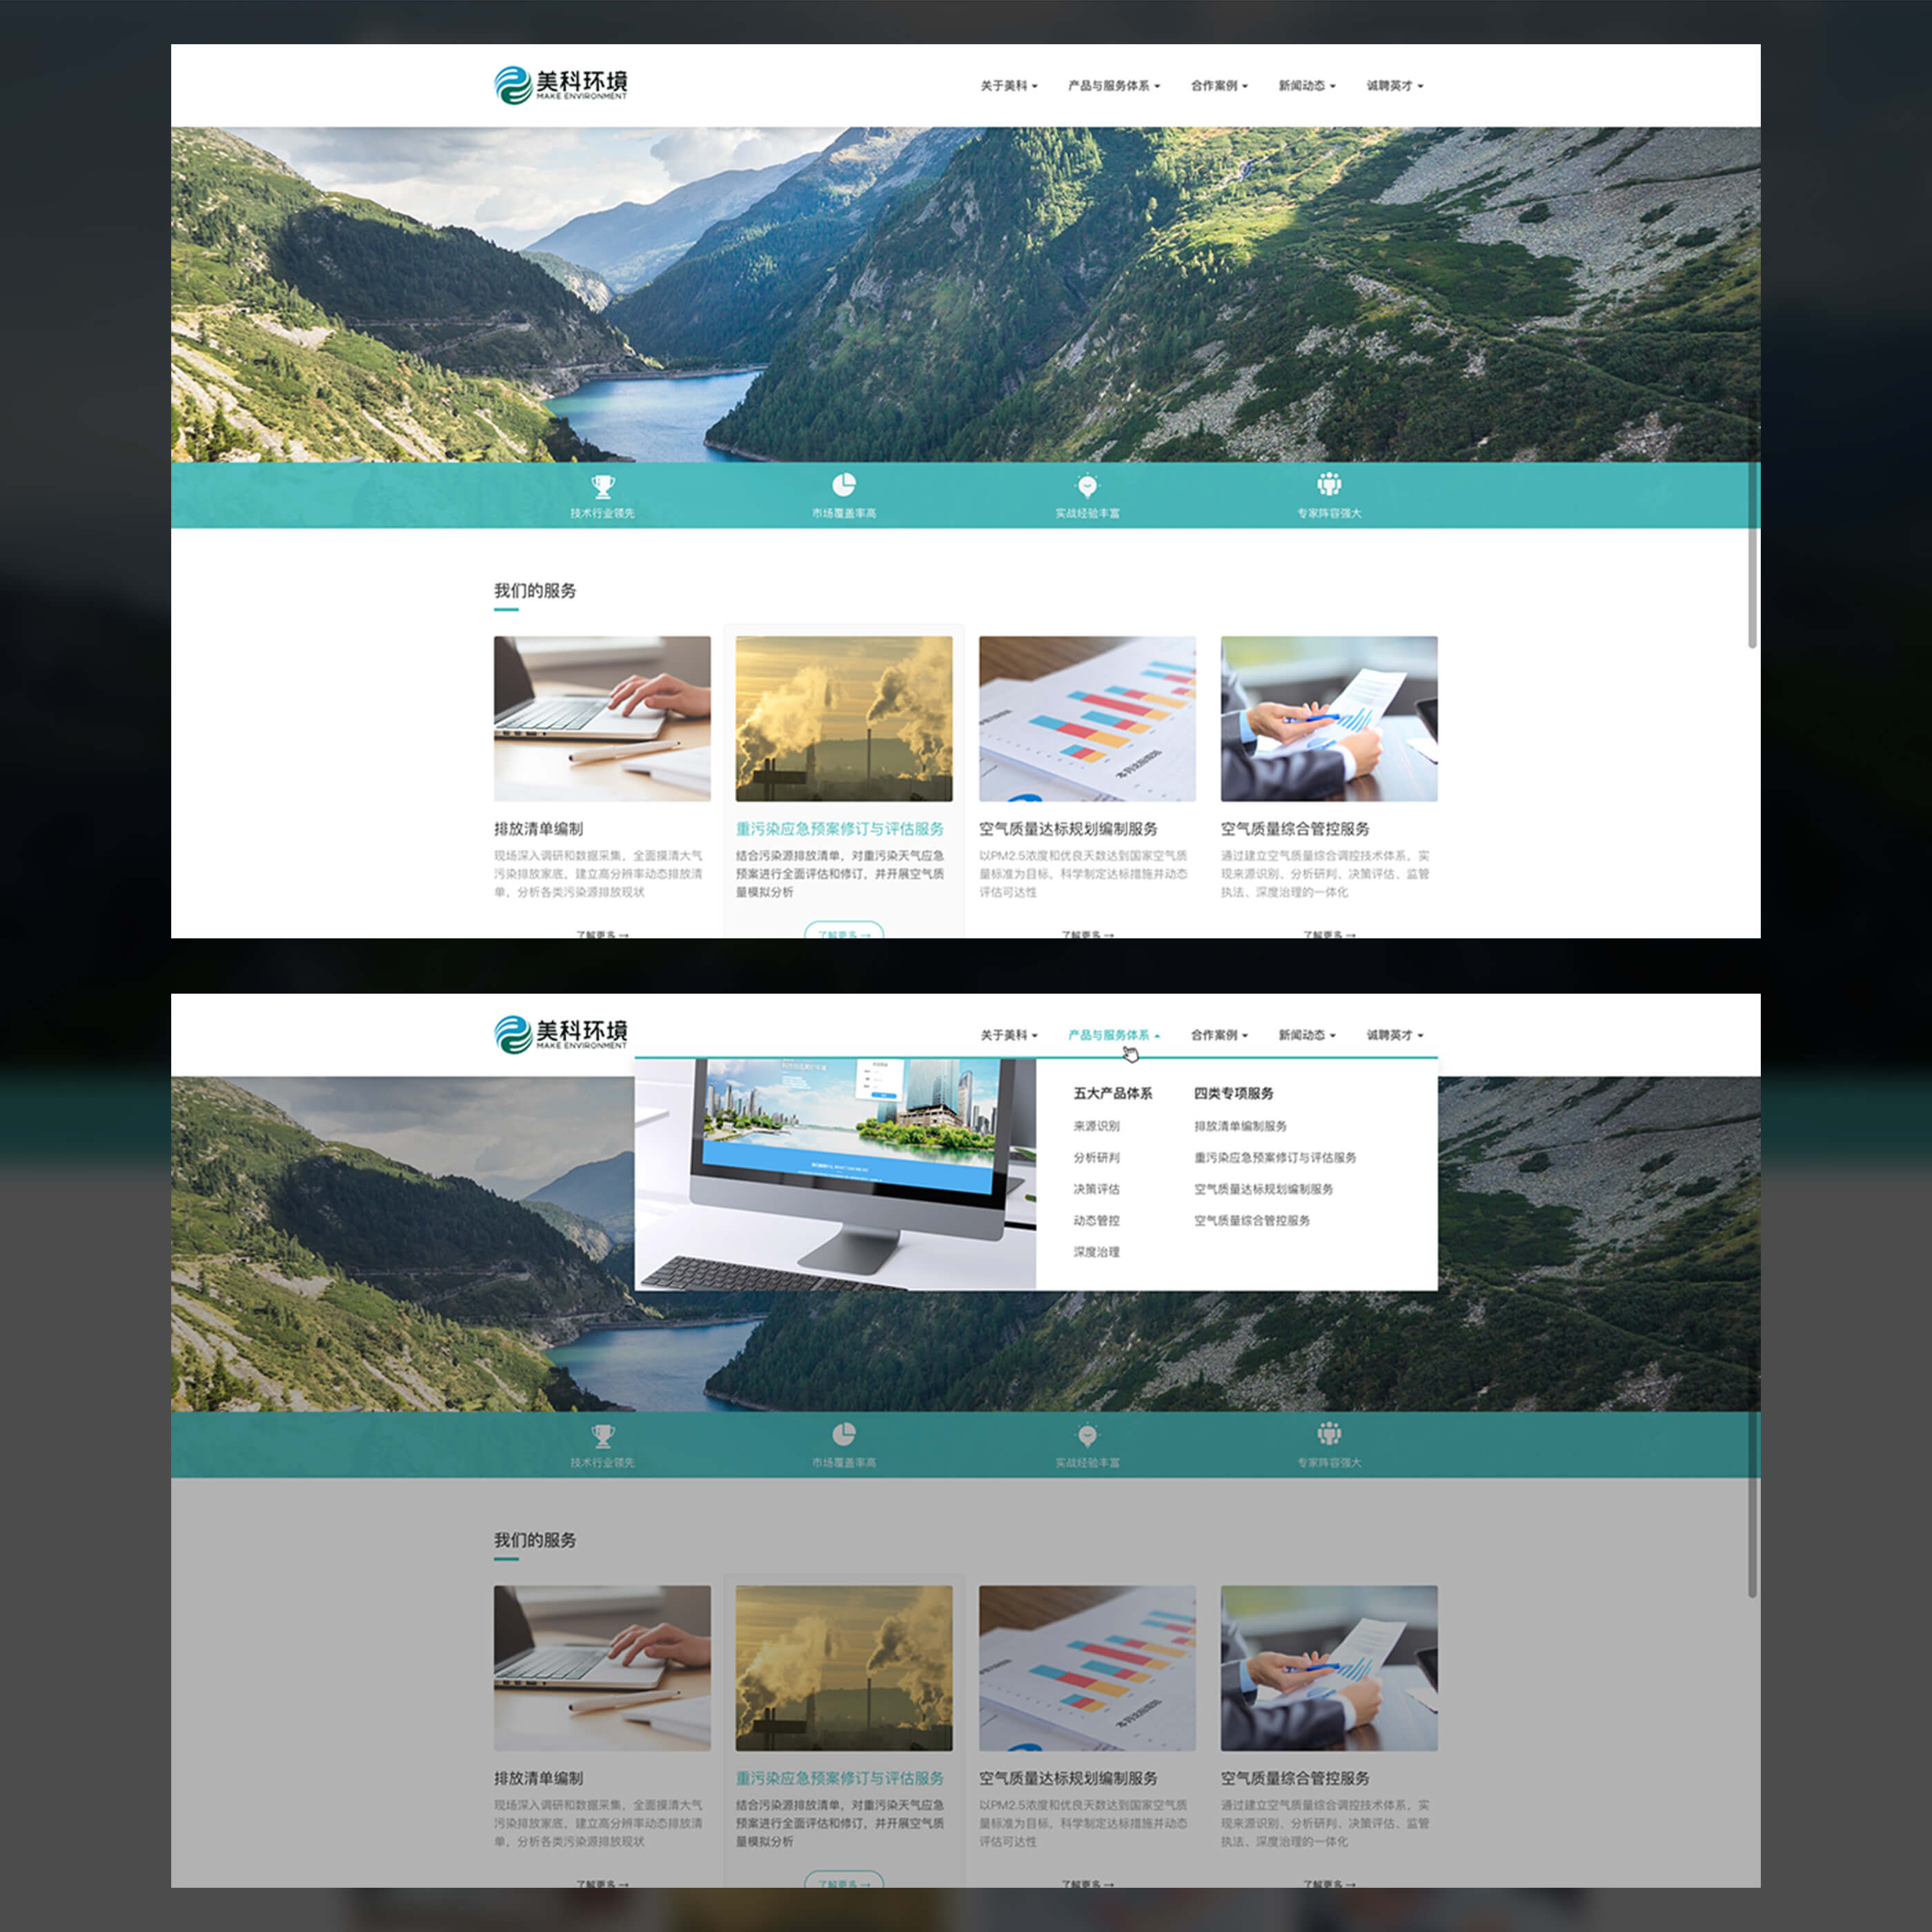 美科环境
MAKE ENVIRONMENT
关于美科 产品与服务体系 合作案例 新闻动态 诚聘英才
技术行业领先 市场覆盖率高 实战经验丰富 专家阵容强大
我们的服务
排放清单编制
现场深入调研和数据采集，全面摸清大气
污染排放家底，建立高分辨率动态排放清
单，分析各类污染源排放现状
了解更多→
重污染应急预案修订与评估服务
结合污染源排放清单，对重污染天气应急
预案进行全面评估和修订，并开展空气质
量模拟分析
了解更多→
空气质量达标规划编制服务
以PM2.5浓度和优良天数达到国家空气质
量标准为目标，科学制定达标措施并动态
评估可达性
了解更多→
空气质量综合管控服务
通过建立空气质量综合调控技术体系，实
现来源识别、分析研判、决策评估、监管
执法、深度治理的一体化
了解更多→
美科环境
MAKE ENVIRONMENT
关于美科 产品与服务体系 合作案例 新闻动态 诚聘英才
五大产品体系
来源识别
分析研判
决策评估
动态管控
深度治理
四类专项服务
排放清单编制服务
重污染应急预案修订与评估服务
空气质量达标规划编制服务
空气质量综合管控服务
技术行业领先 市场覆盖率高 实战经验丰富 专家阵容强大
我们的服务
排放清单编制
现场深入调研和数据采集，全面摸清大气
污染排放家底，建立高分辨率动态排放清
单，分析各类污染源排放现状
了解更多→
重污染应急预案修订与评估服务
结合污染源排放清单，对重污染天气应急
预案进行全面评估和修订，并开展空气质
量模拟分析
了解更多→
空气质量达标规划编制服务
以PM2.5浓度和优良天数达到国家空气质
量标准为目标，科学制定达标措施并动态
评估可达性
了解更多→
空气质量综合管控服务
通过建立空气质量综合调控技术体系，实
现来源识别、分析研判、决策评估、监管
执法、深度治理的一体化
了解更多→